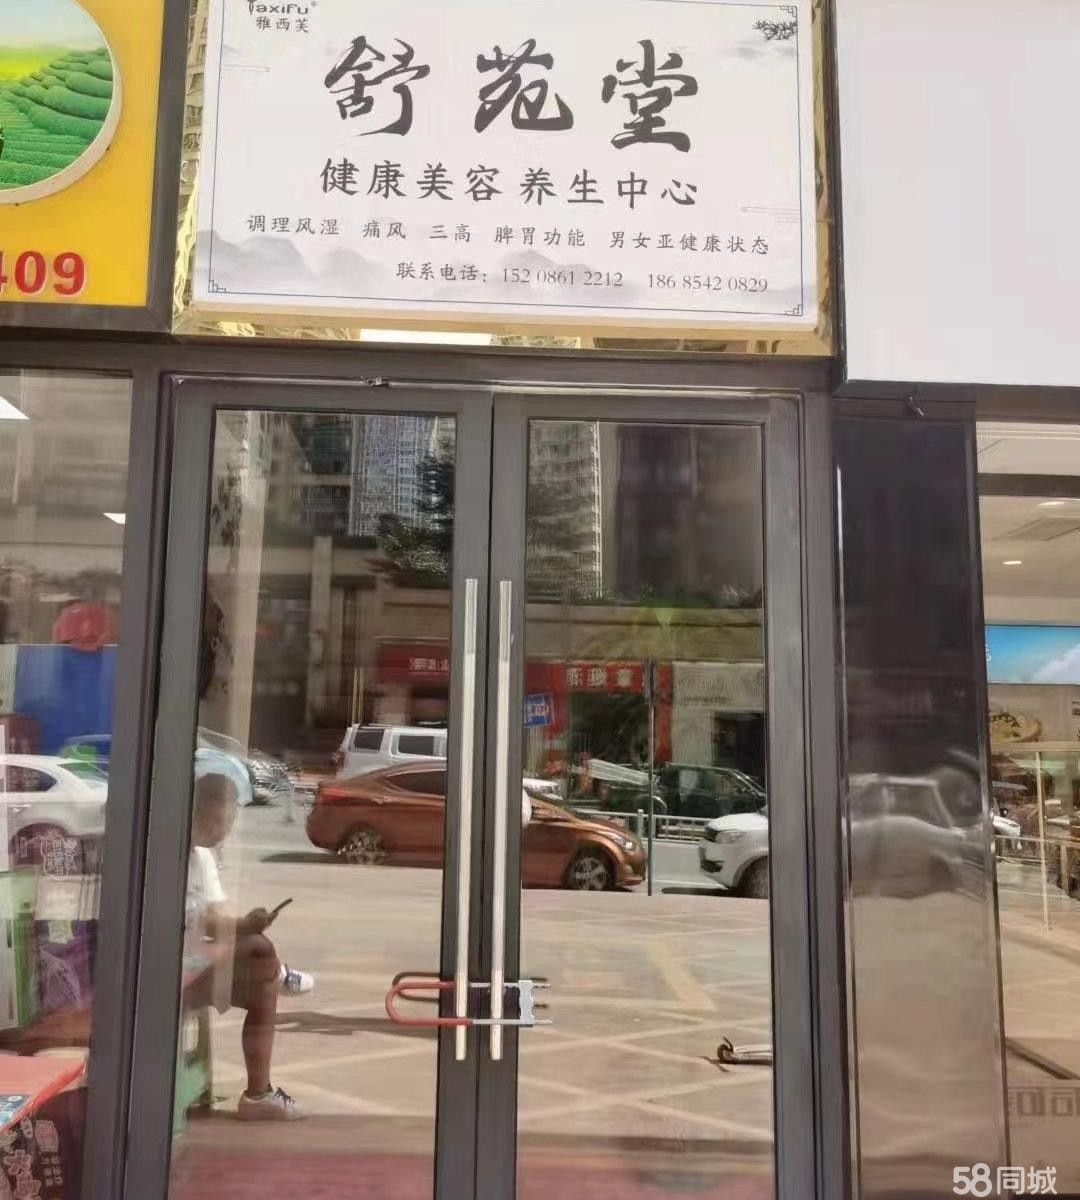 axiFu®
雅西芙
舒苑堂
健康美容 养生中心
调理风湿 痛风 三高 脾胃功能 男女亚健康状态
联系电话：152 0861 2212 186 8542 0829
409
58同城